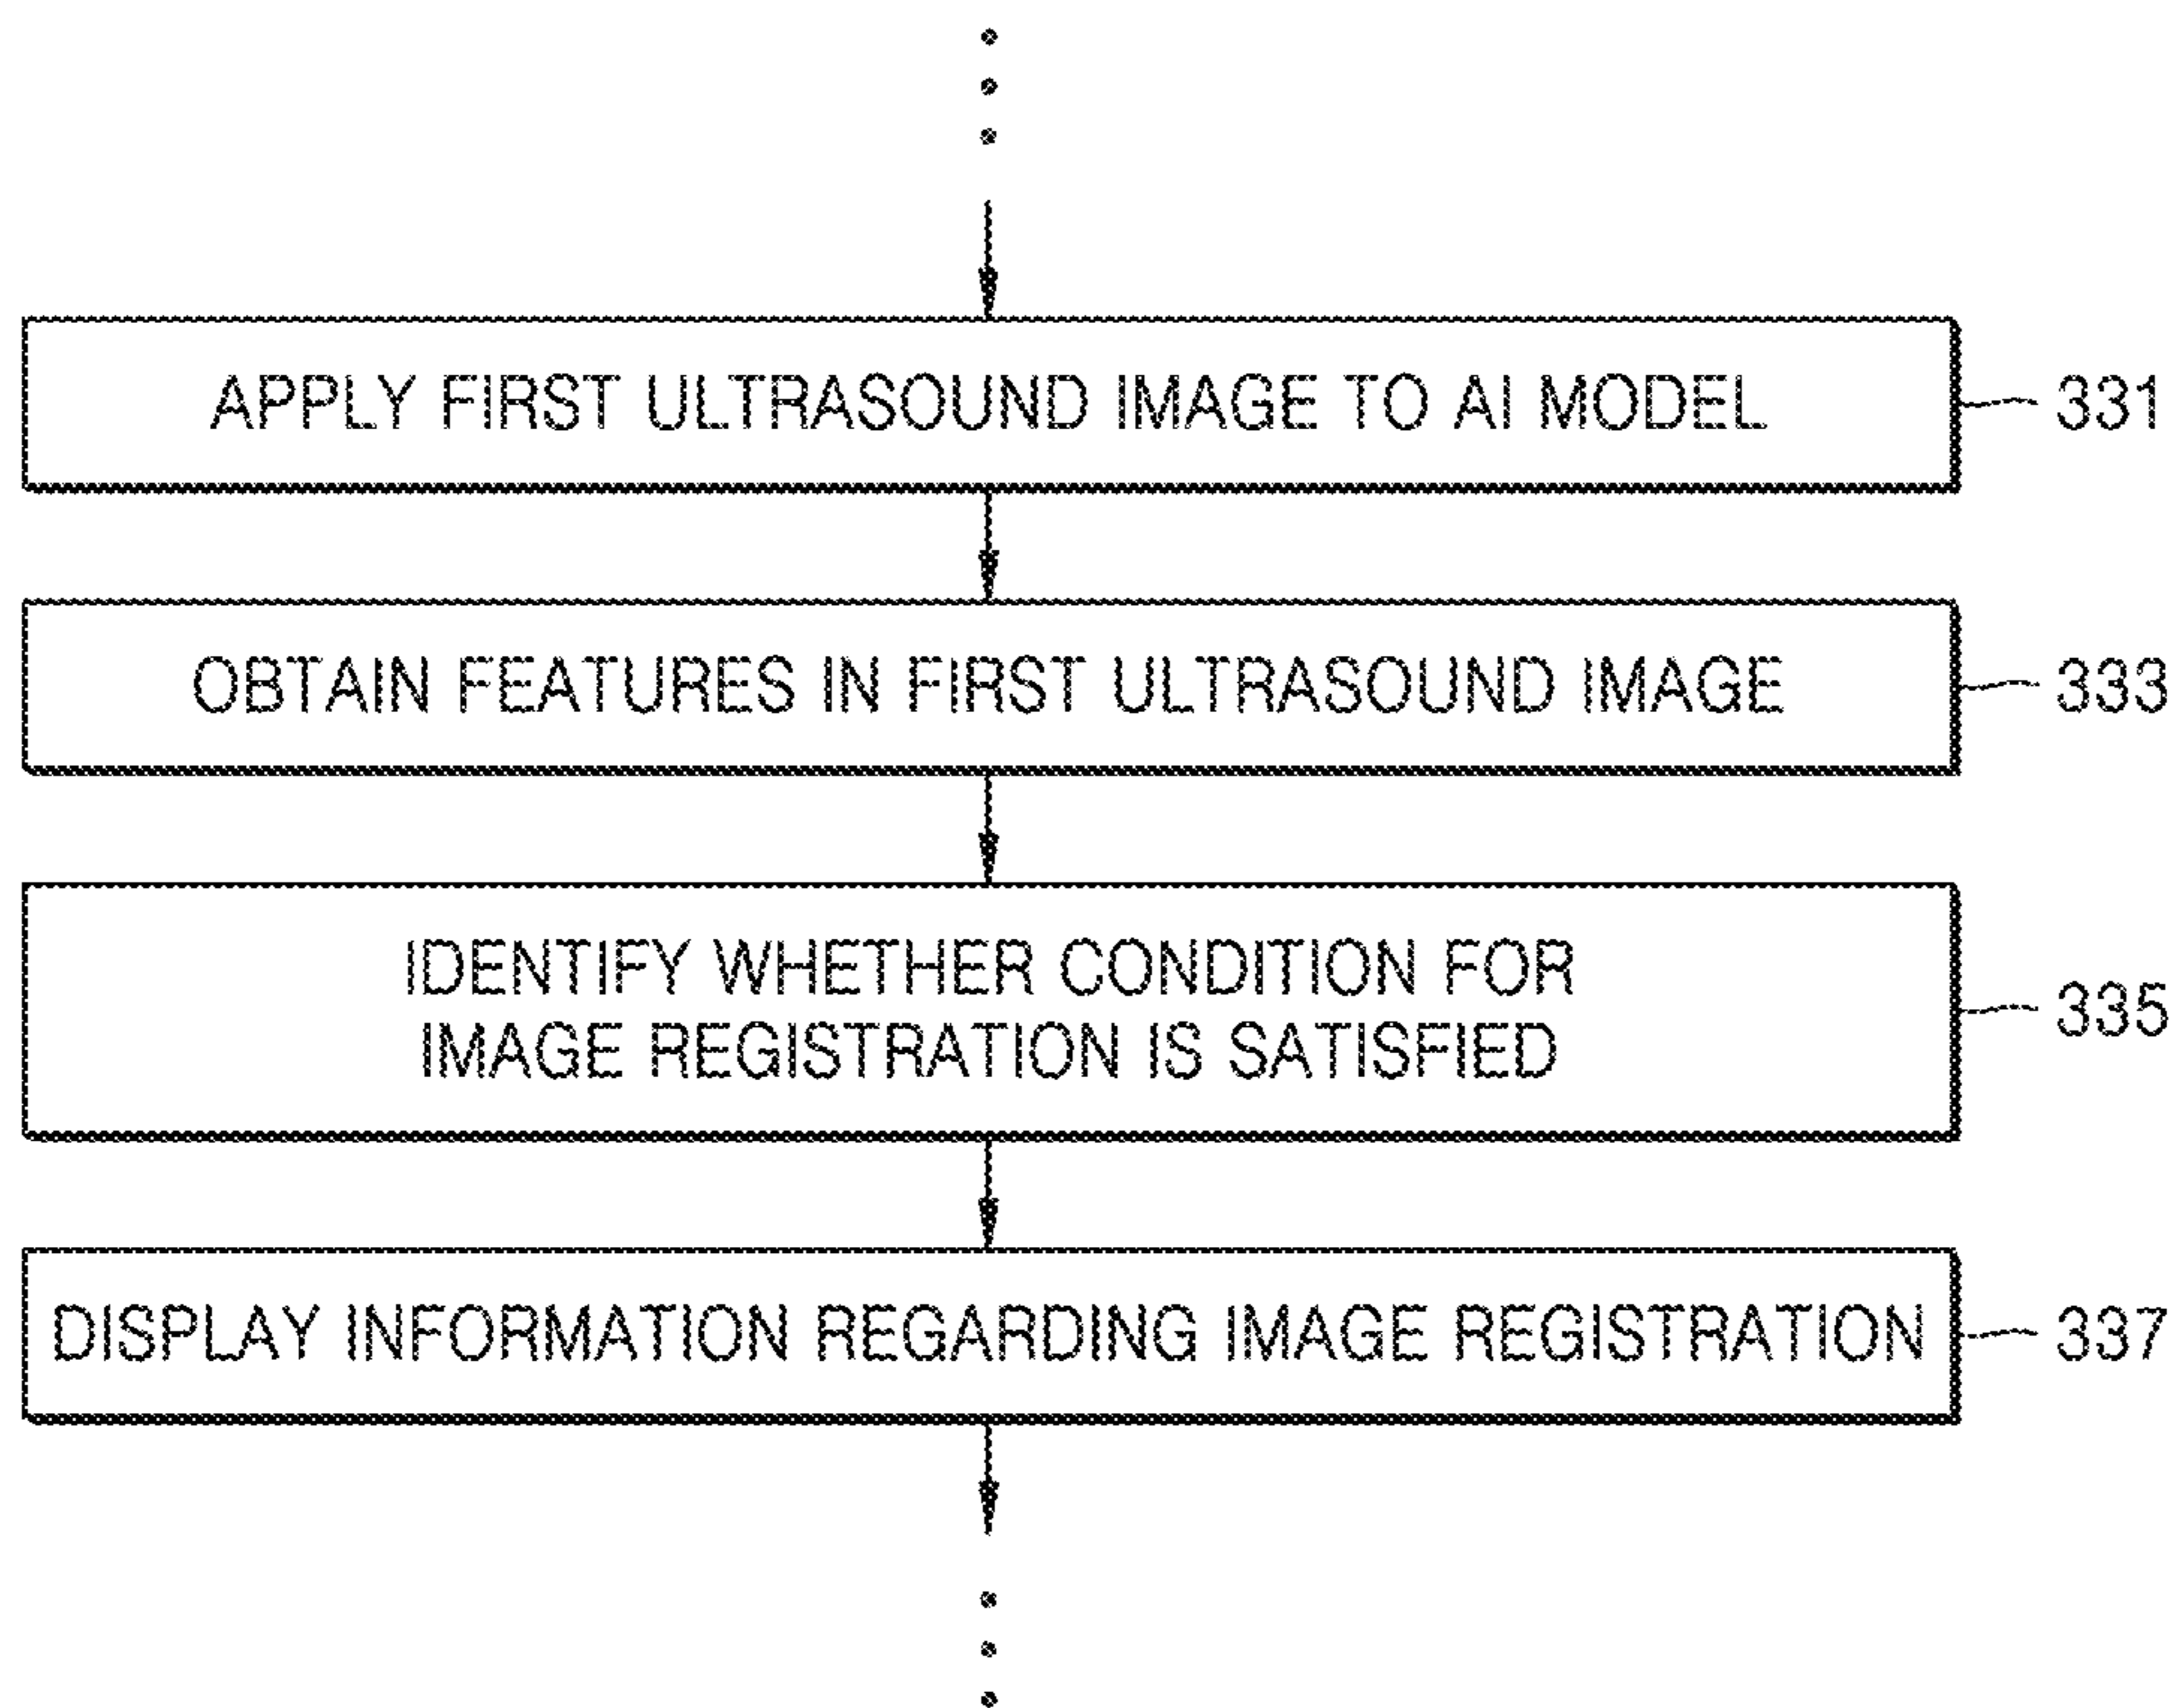 APPLY FIRST ULTRASOUND IMAGE TO AI MODEL 331
OBTAIN FEATURES IN FIRST ULTRASOUND IMAGE 333
IDENTIFY WHETHER CONDITION FOR
IMAGE REGISTRATION IS SATISFIED 335
DISPLAY INFORMATION REGARDING IMAGE REGISTRATION 337